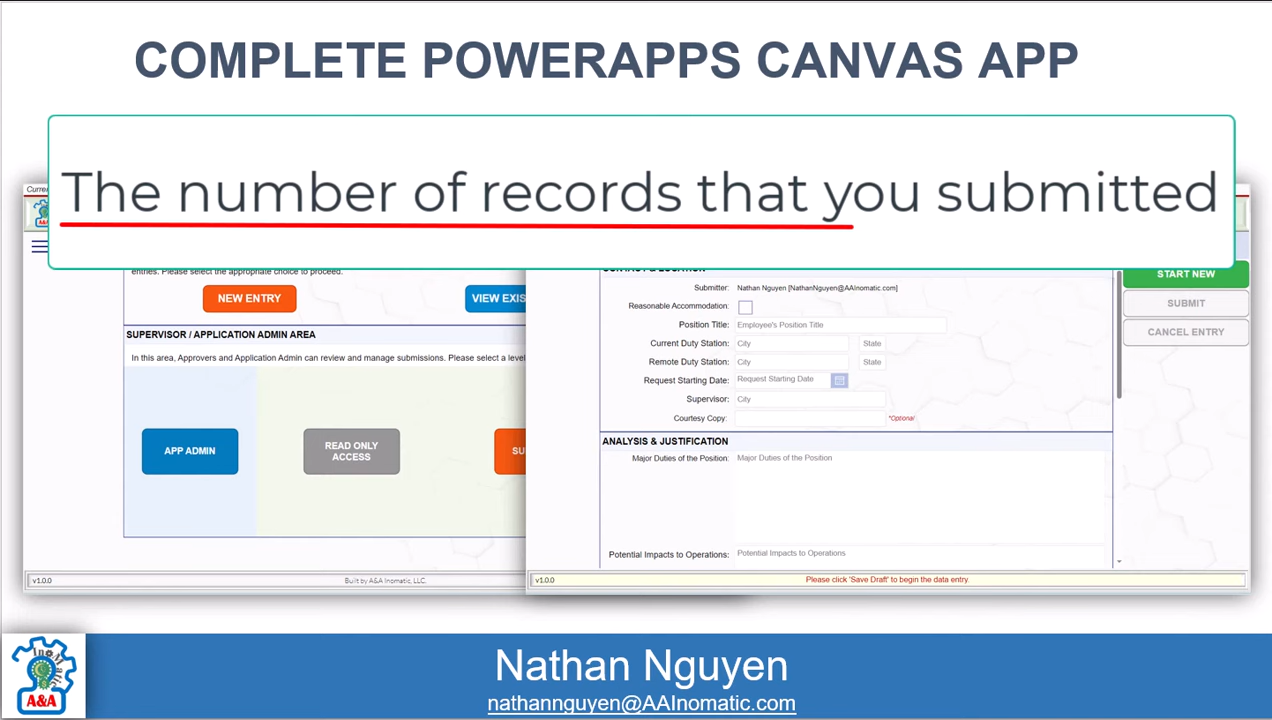 COMPLETE POWERAPPS CANVAS APP
The number of records that you submitted
entries. Please select the appropriate choice to proceed.
NEW ENTRY
VIEW EXIS
SUPERVISOR / APPLICATION ADMIN AREA
In this area, Approvers and Application Admin can review and manage submissions. Please select a level
APP ADMIN
READ ONLY
ACCESS
SU
v1.0.0
Built by A&A Inomatic, LLC.
Submitter:
Nathan Nguyen [NathanNguyen@AAInomatic.com]
Reasonable Accommodation:
Position Title:
Employee's Position Title
Current Duty Station:
City
State
Remote Duty Station:
City
State
Request Starting Date:
Request Starting Date
Supervisor:
City
Courtesy Copy:
*Optional
ANALYSIS & JUSTIFICATION
Major Duties of the Position:
Major Duties of the Position
Potential Impacts to Operations:
Potential Impacts to Operations
START NEW
SUBMIT
CANCEL ENTRY
v1.0.0
Please click 'Save Draft' to begin the data entry.
A&A
Nathan Nguyen
nathannguyen@AAInomatic.com